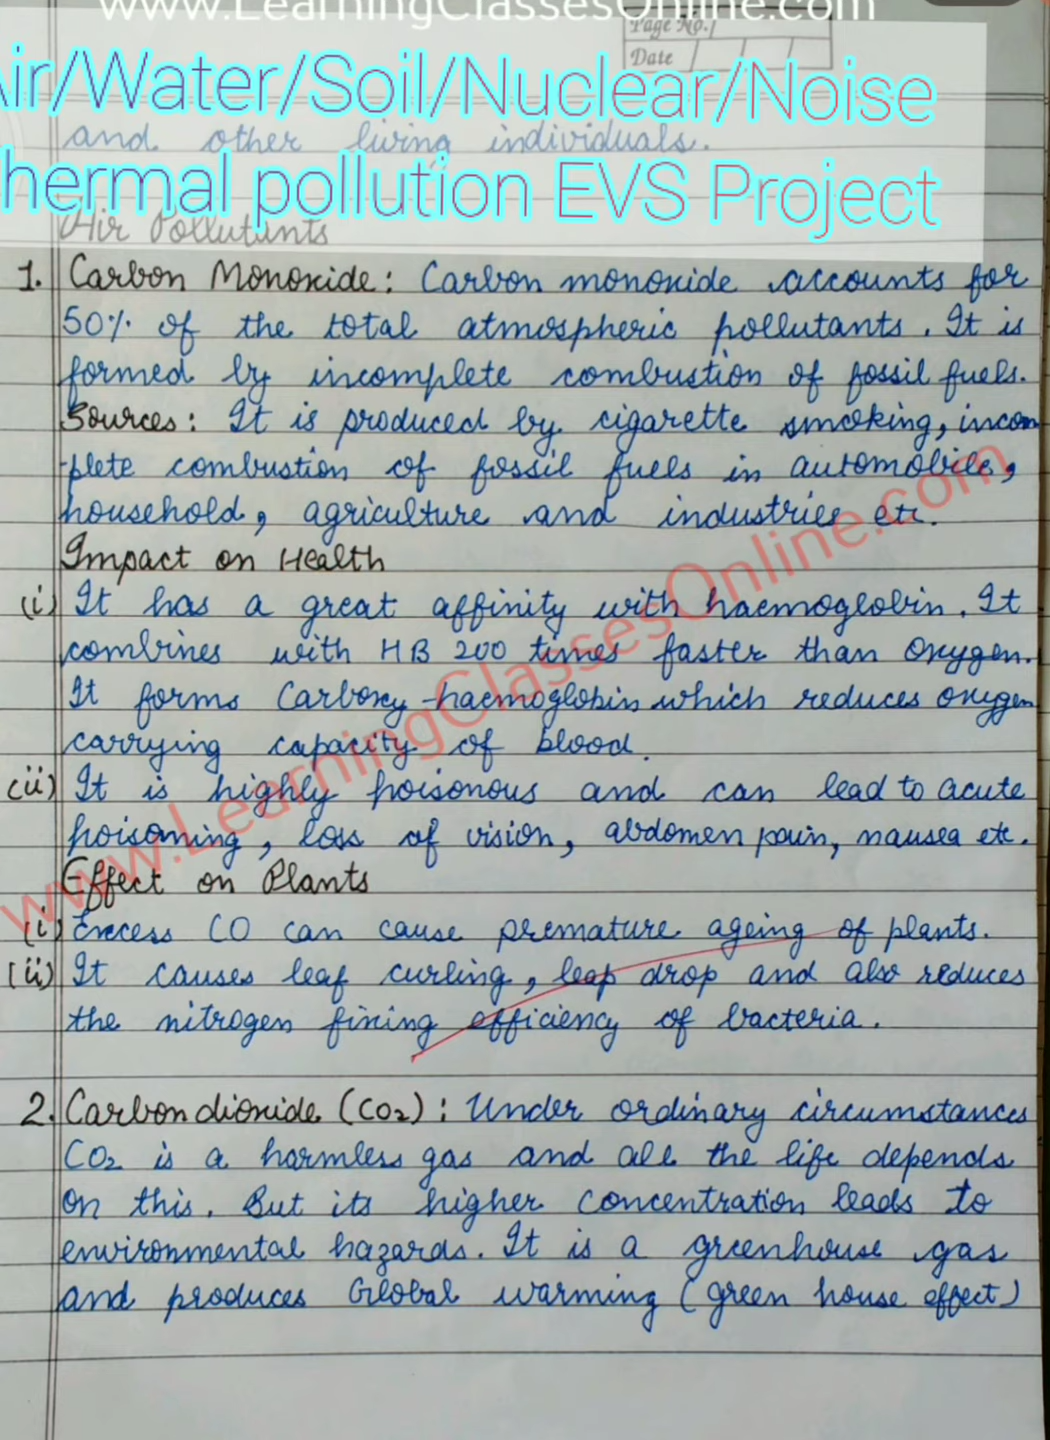 www.LearningClassesOnline.com
Page No.
Date
Air/Water/Soil/Nuclear/Noise
and other living individuals.
Thermal pollution EVS Project
Air Pollutants
1. Carbon Monoxide: Carbon monoxide accounts for
50% of the total atmospheric pollutants. It is
formed by incomplete combustion of fossil fuels.
Sources: It is produced by cigarette smoking, incom
-plete combustion of fossil fuels in automobile,
household, agriculture and industries etc.
Impact on Health
(i) It has a great affinity with haemoglobin. It
combines with HB 200 times faster than oxygen.
It forms Carboxy-haemoglobin which reduces oxygen
carrying capacity of blood.
(ii) It is highly poisonous and can lead to acute
poisoning, loss of vision, abdomen pain, nausea etc.
Effect on Plants
(i) Excess CO can cause premature ageing of plants.
(ii) It causes leaf curling, leap drop and also reduces
the nitrogen fixing efficiency of bacteria.
2. Carbondioxide (CO2): Under ordinary circumstances
CO2 is a harmless gas and all the life depends
on this. But its higher concentration leads to
environmental hazards. It is a greenhouse gas
and produces Global warming (green house effect)
www.LearningClassesOnline.com